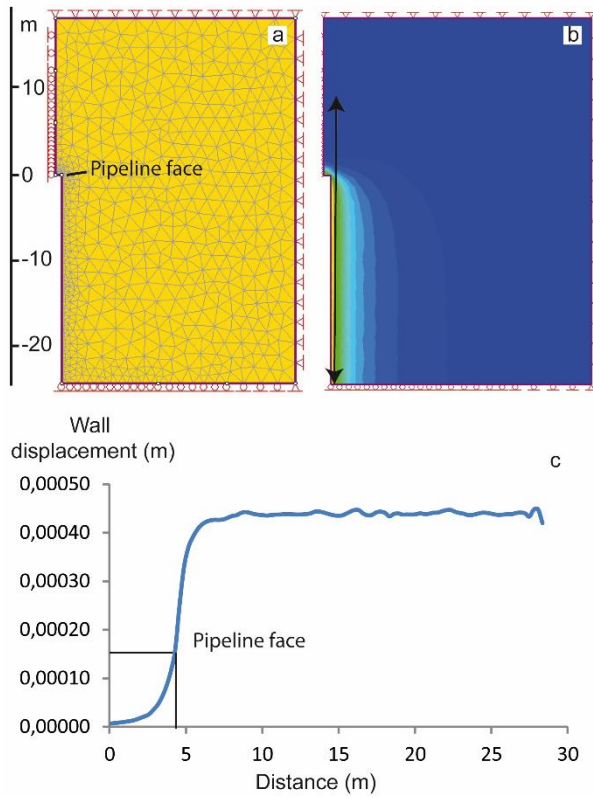 m
a
b
10
0
-10
-20
Pipeline face
Wall
displacement (m)
c
0,00050
0,00040
0,00030
0,00020
0,00010
0,00000
Pipeline face
0 5 10 15 20 25 30
Distance (m)